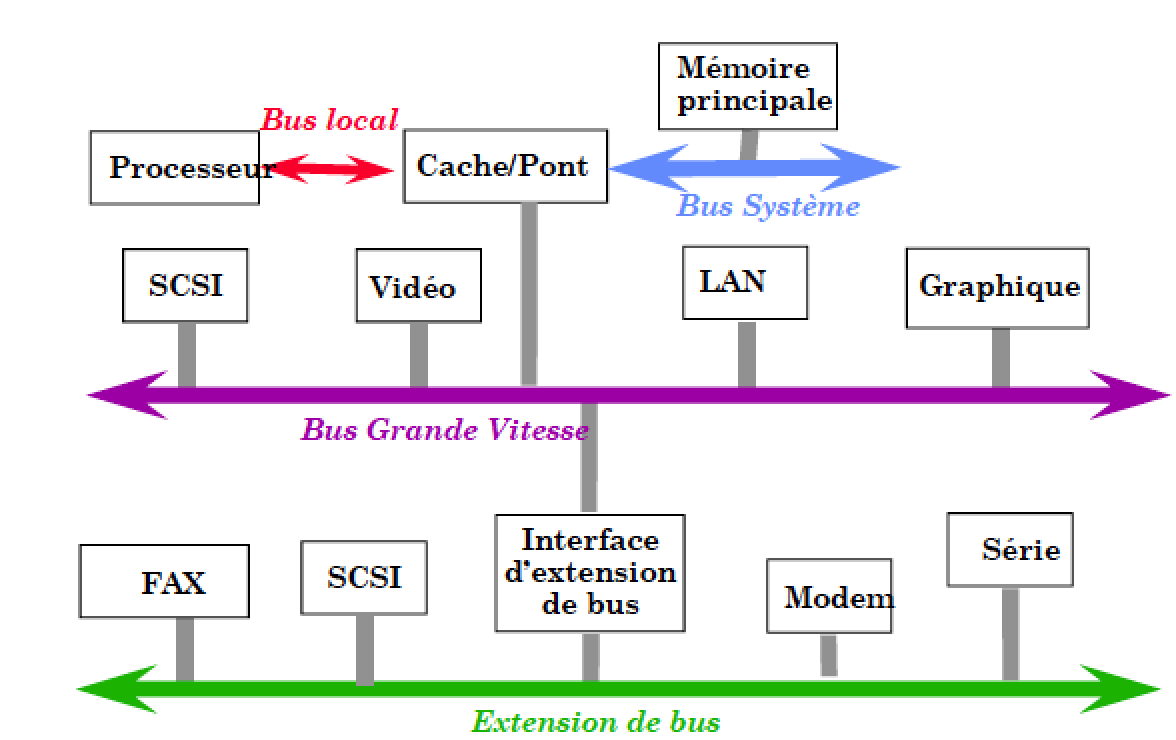 Mémoire
principale
Bus local
Processeur
Cache/Pont
Bus Système
SCSI
Vidéo
LAN
Graphique
Bus Grande Vitesse
Interface
d'extension
de bus
FAX
SCSI
Modem
Série
Extension de bus